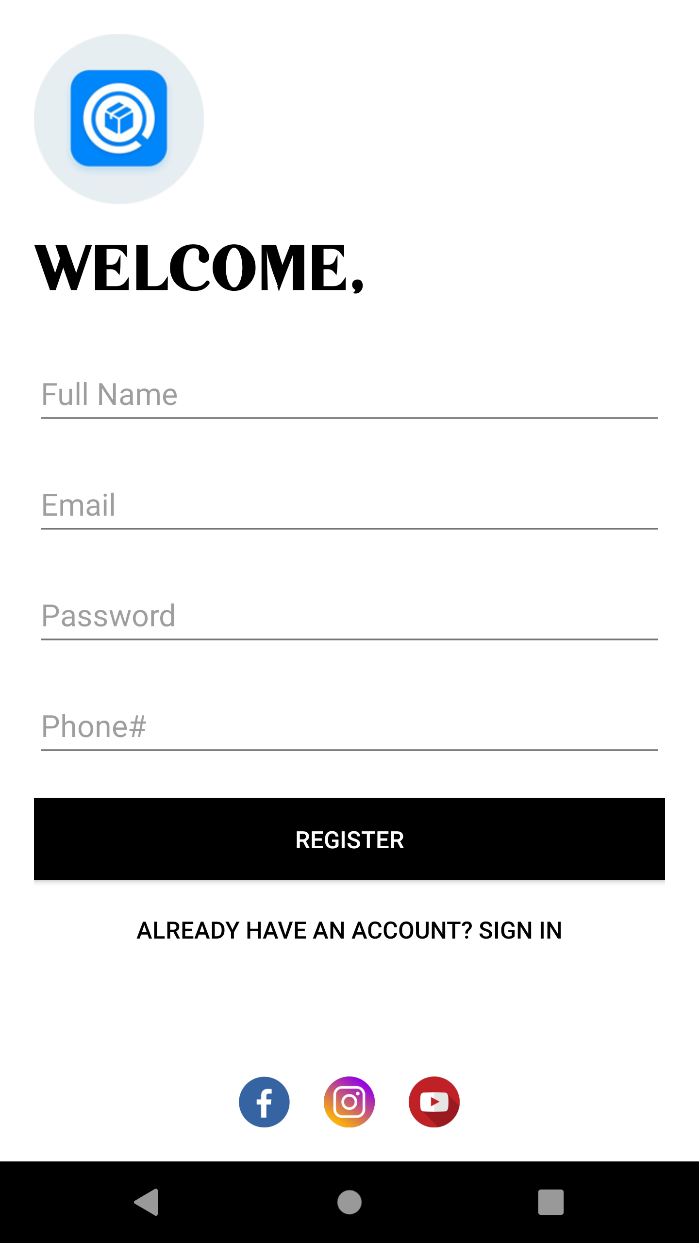 WELCOME,
Full Name
Email
Password
Phone#
REGISTER
ALREADY HAVE AN ACCOUNT? SIGN IN